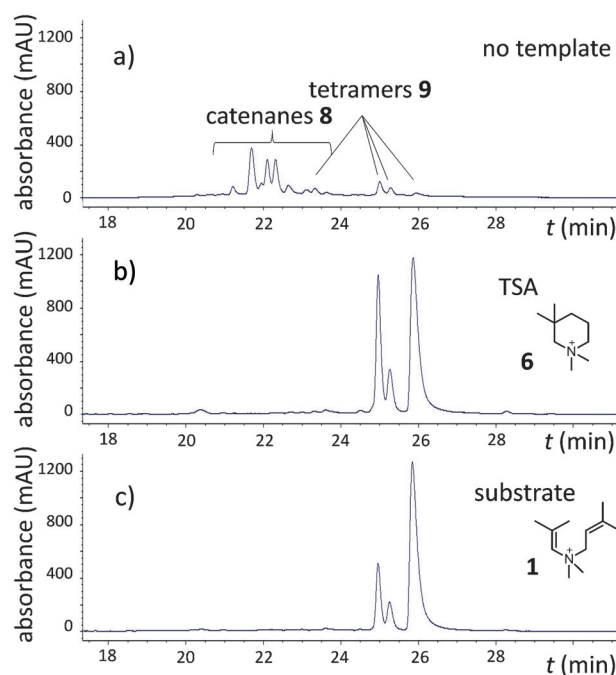 absorbance (mAU)
1200
800
400
0
a)
no template
catenanes 8
tetramers 9
18 20 22 24 26 28
t (min)
absorbance (mAU)
1200
800
400
0
b)
TSA
6
N
+
18 20 22 24 26 28
t (min)
absorbance (mAU)
1200
800
400
0
c)
substrate
1
N
+
18 20 22 24 26 28
t (min)